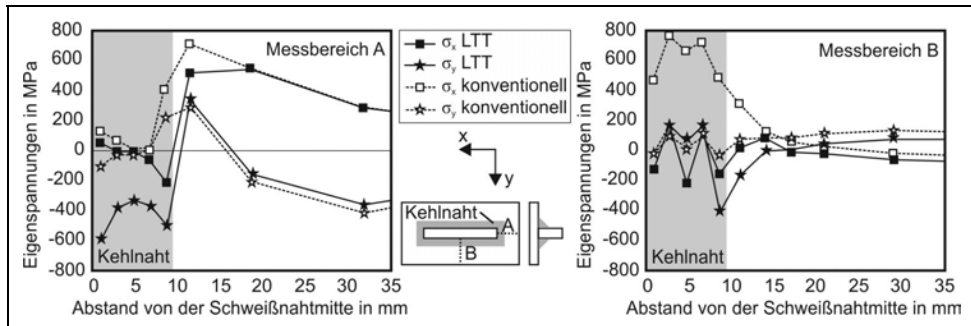 Eigenspannungen in MPa
800
600
400
200
0
-200
-400
-600
-800
Messbereich A
Kehlnaht
0 5 10 15 20 25 30 35
Abstand von der Schweißnahtmitte in mm
σx LTT
σy LTT
σx konventionell
σy konventionell
x
y
Kehlnaht
A
B
Eigenspannungen in MPa
800
600
400
200
0
-200
-400
-600
-800
Messbereich B
Kehlnaht
0 5 10 15 20 25 30 35
Abstand von der Schweißnahtmitte in mm